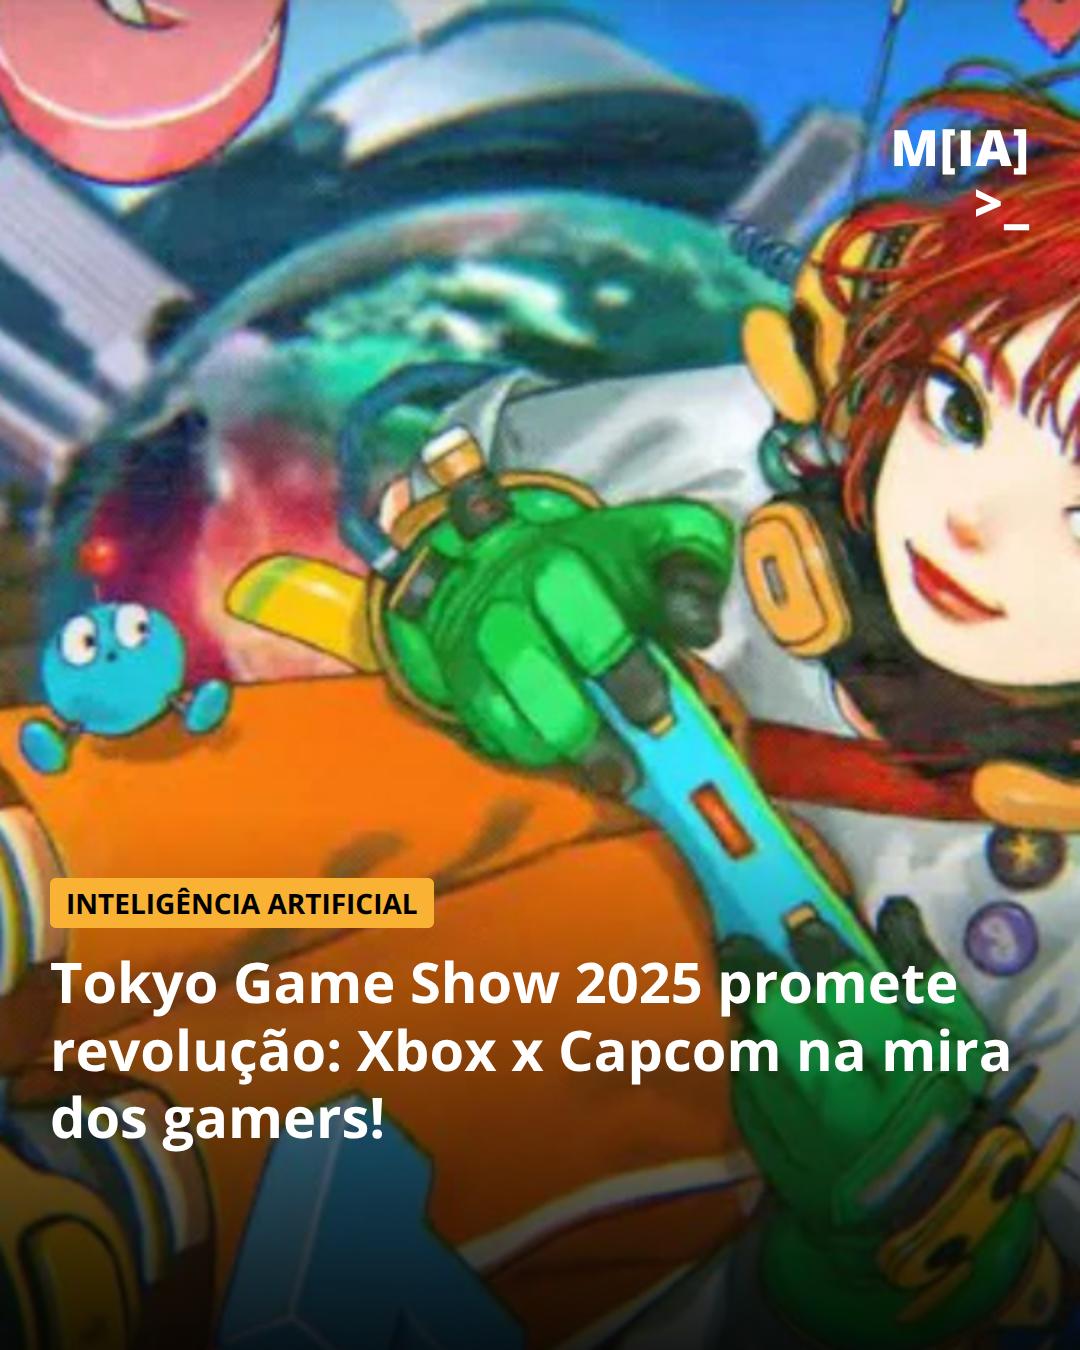 M[IA]
>_
INTELIGÊNCIA ARTIFICIAL
Tokyo Game Show 2025 promete
revolução: Xbox x Capcom na mira
dos gamers!